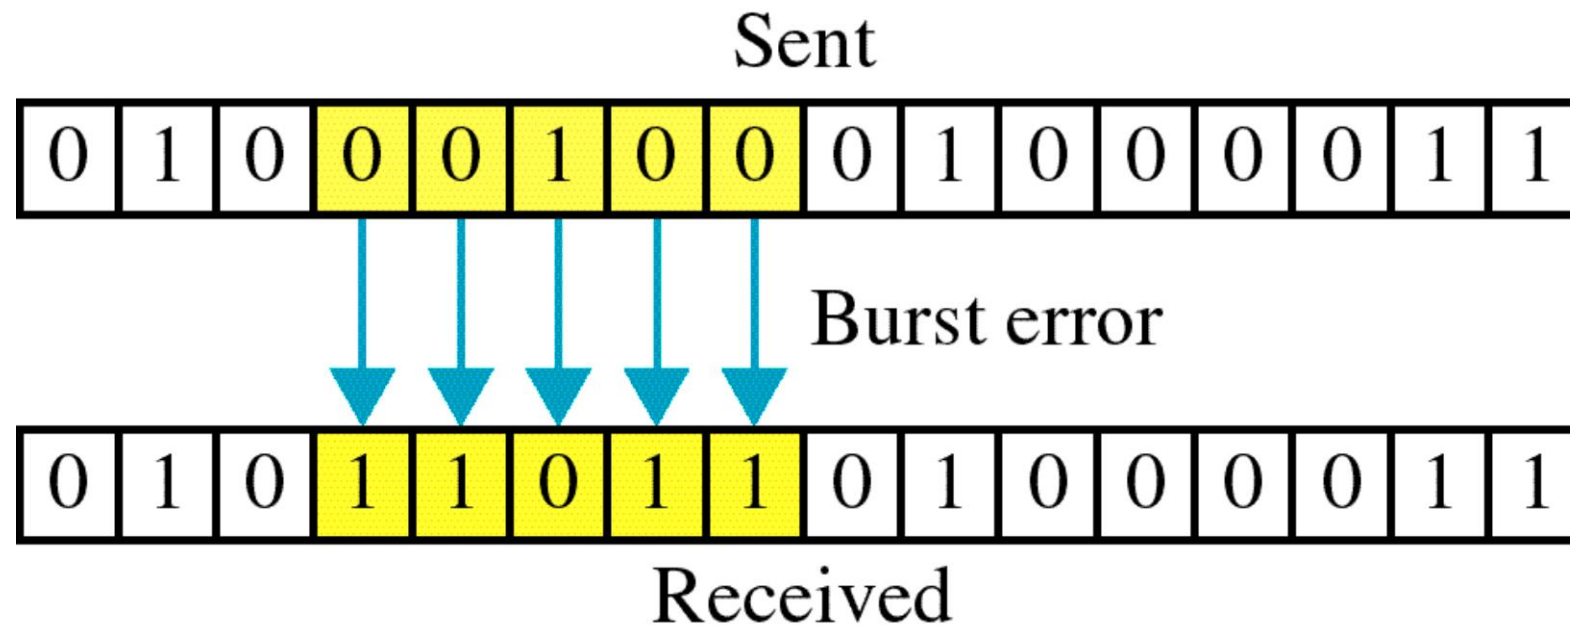 Sent
0 1 0 0 0 1 0 0 0 1 0 0 0 0 1 1
Burst error
0 1 0 1 1 0 1 1 0 1 0 0 0 0 1 1
Received